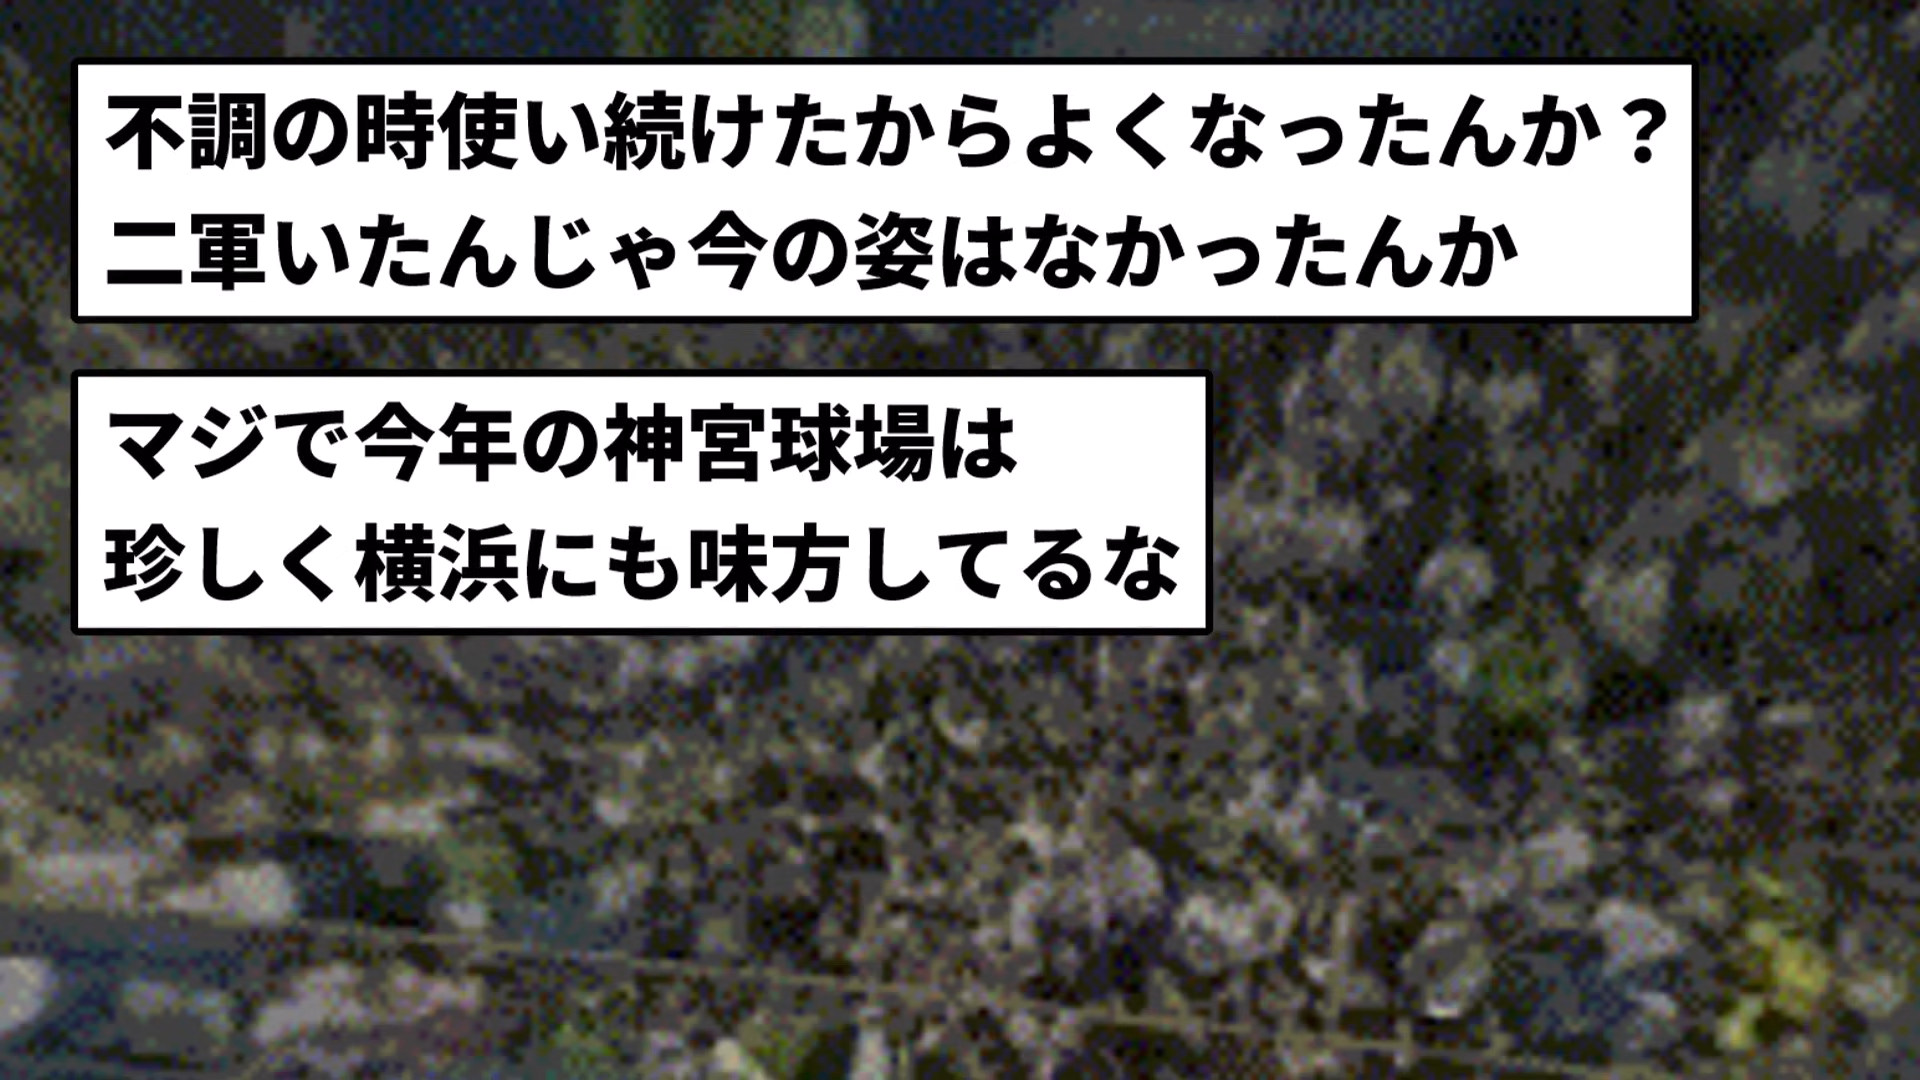 不調の時使い続けたからよくなったんか？
二軍いたんじゃ今の姿はなかったんか
マジで今年の神宮球場は
珍しく横浜にも味方してるな